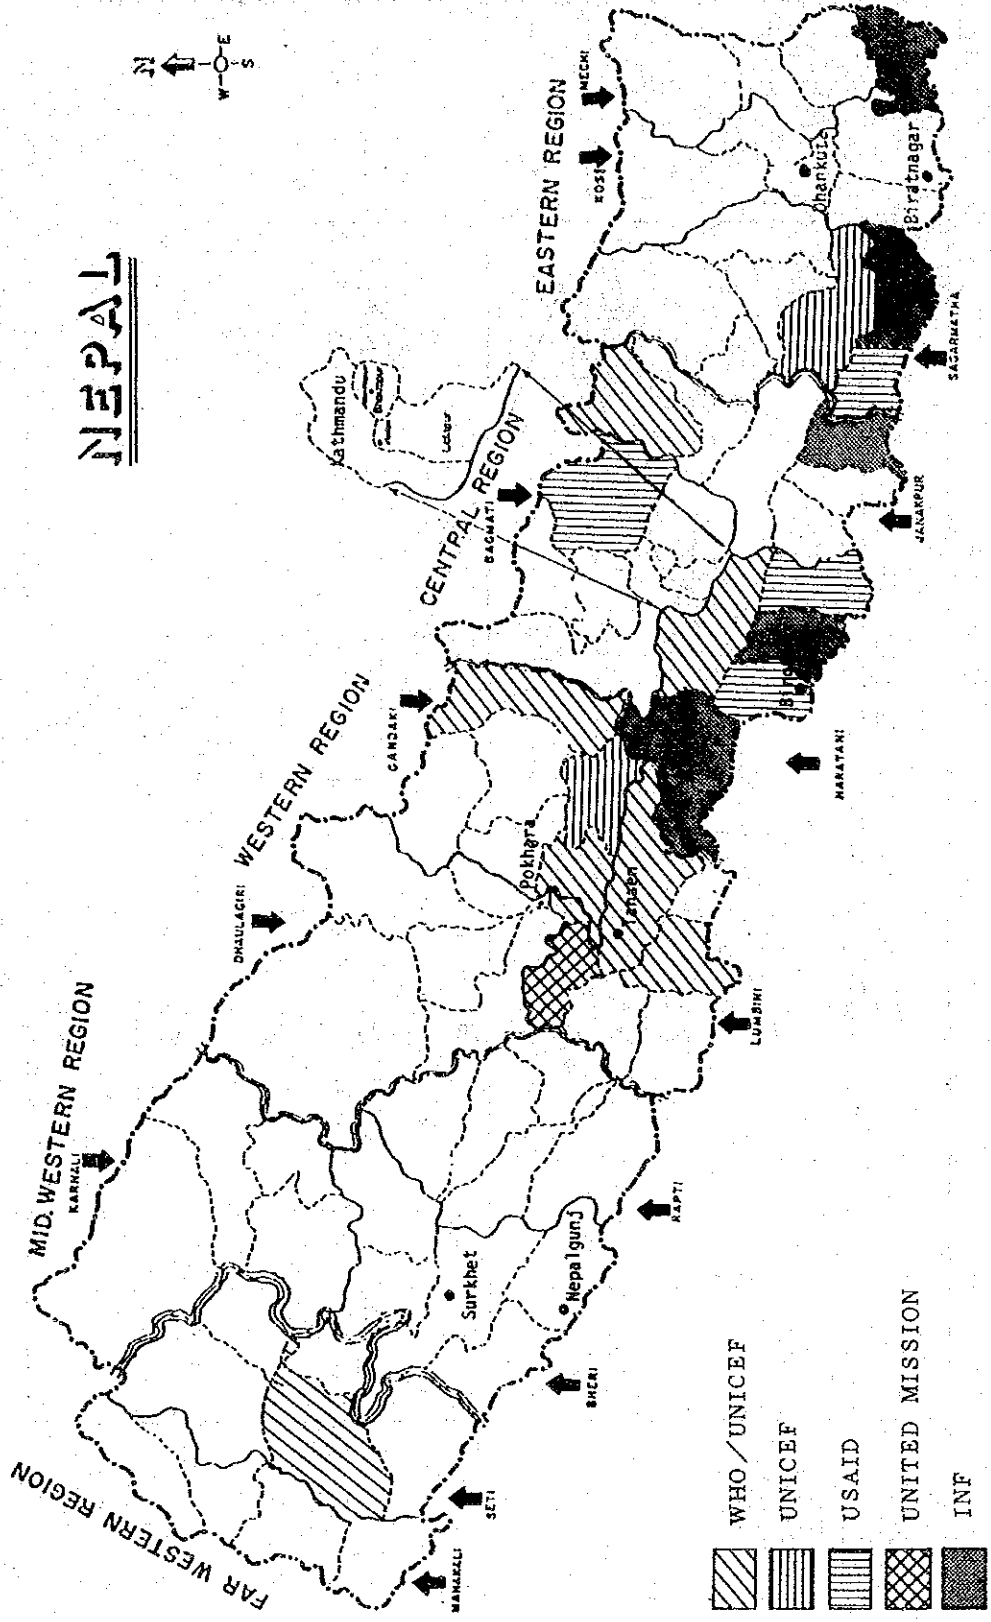 NEPAL
N
W
E
S
FAR WESTERN REGION
MID. WESTERN REGION
KARNALI
WESTERN REGION
DHAULAGIRI
GANDAKI
CENTRAL REGION
BAGMATI
EASTERN REGION
KOSI
MECHI
Kathmandu
Pokhara
Tansen
Surkhet
Nepalgunj
Dhankuta
Biratnagar
MAHAKALI
SETI
BHERI
RAPTI
LUMBINI
NARAYANI
JANAKPUR
SAGARMATHA
WHO/UNICEF
UNICEF
USAID
UNITED MISSION
INF